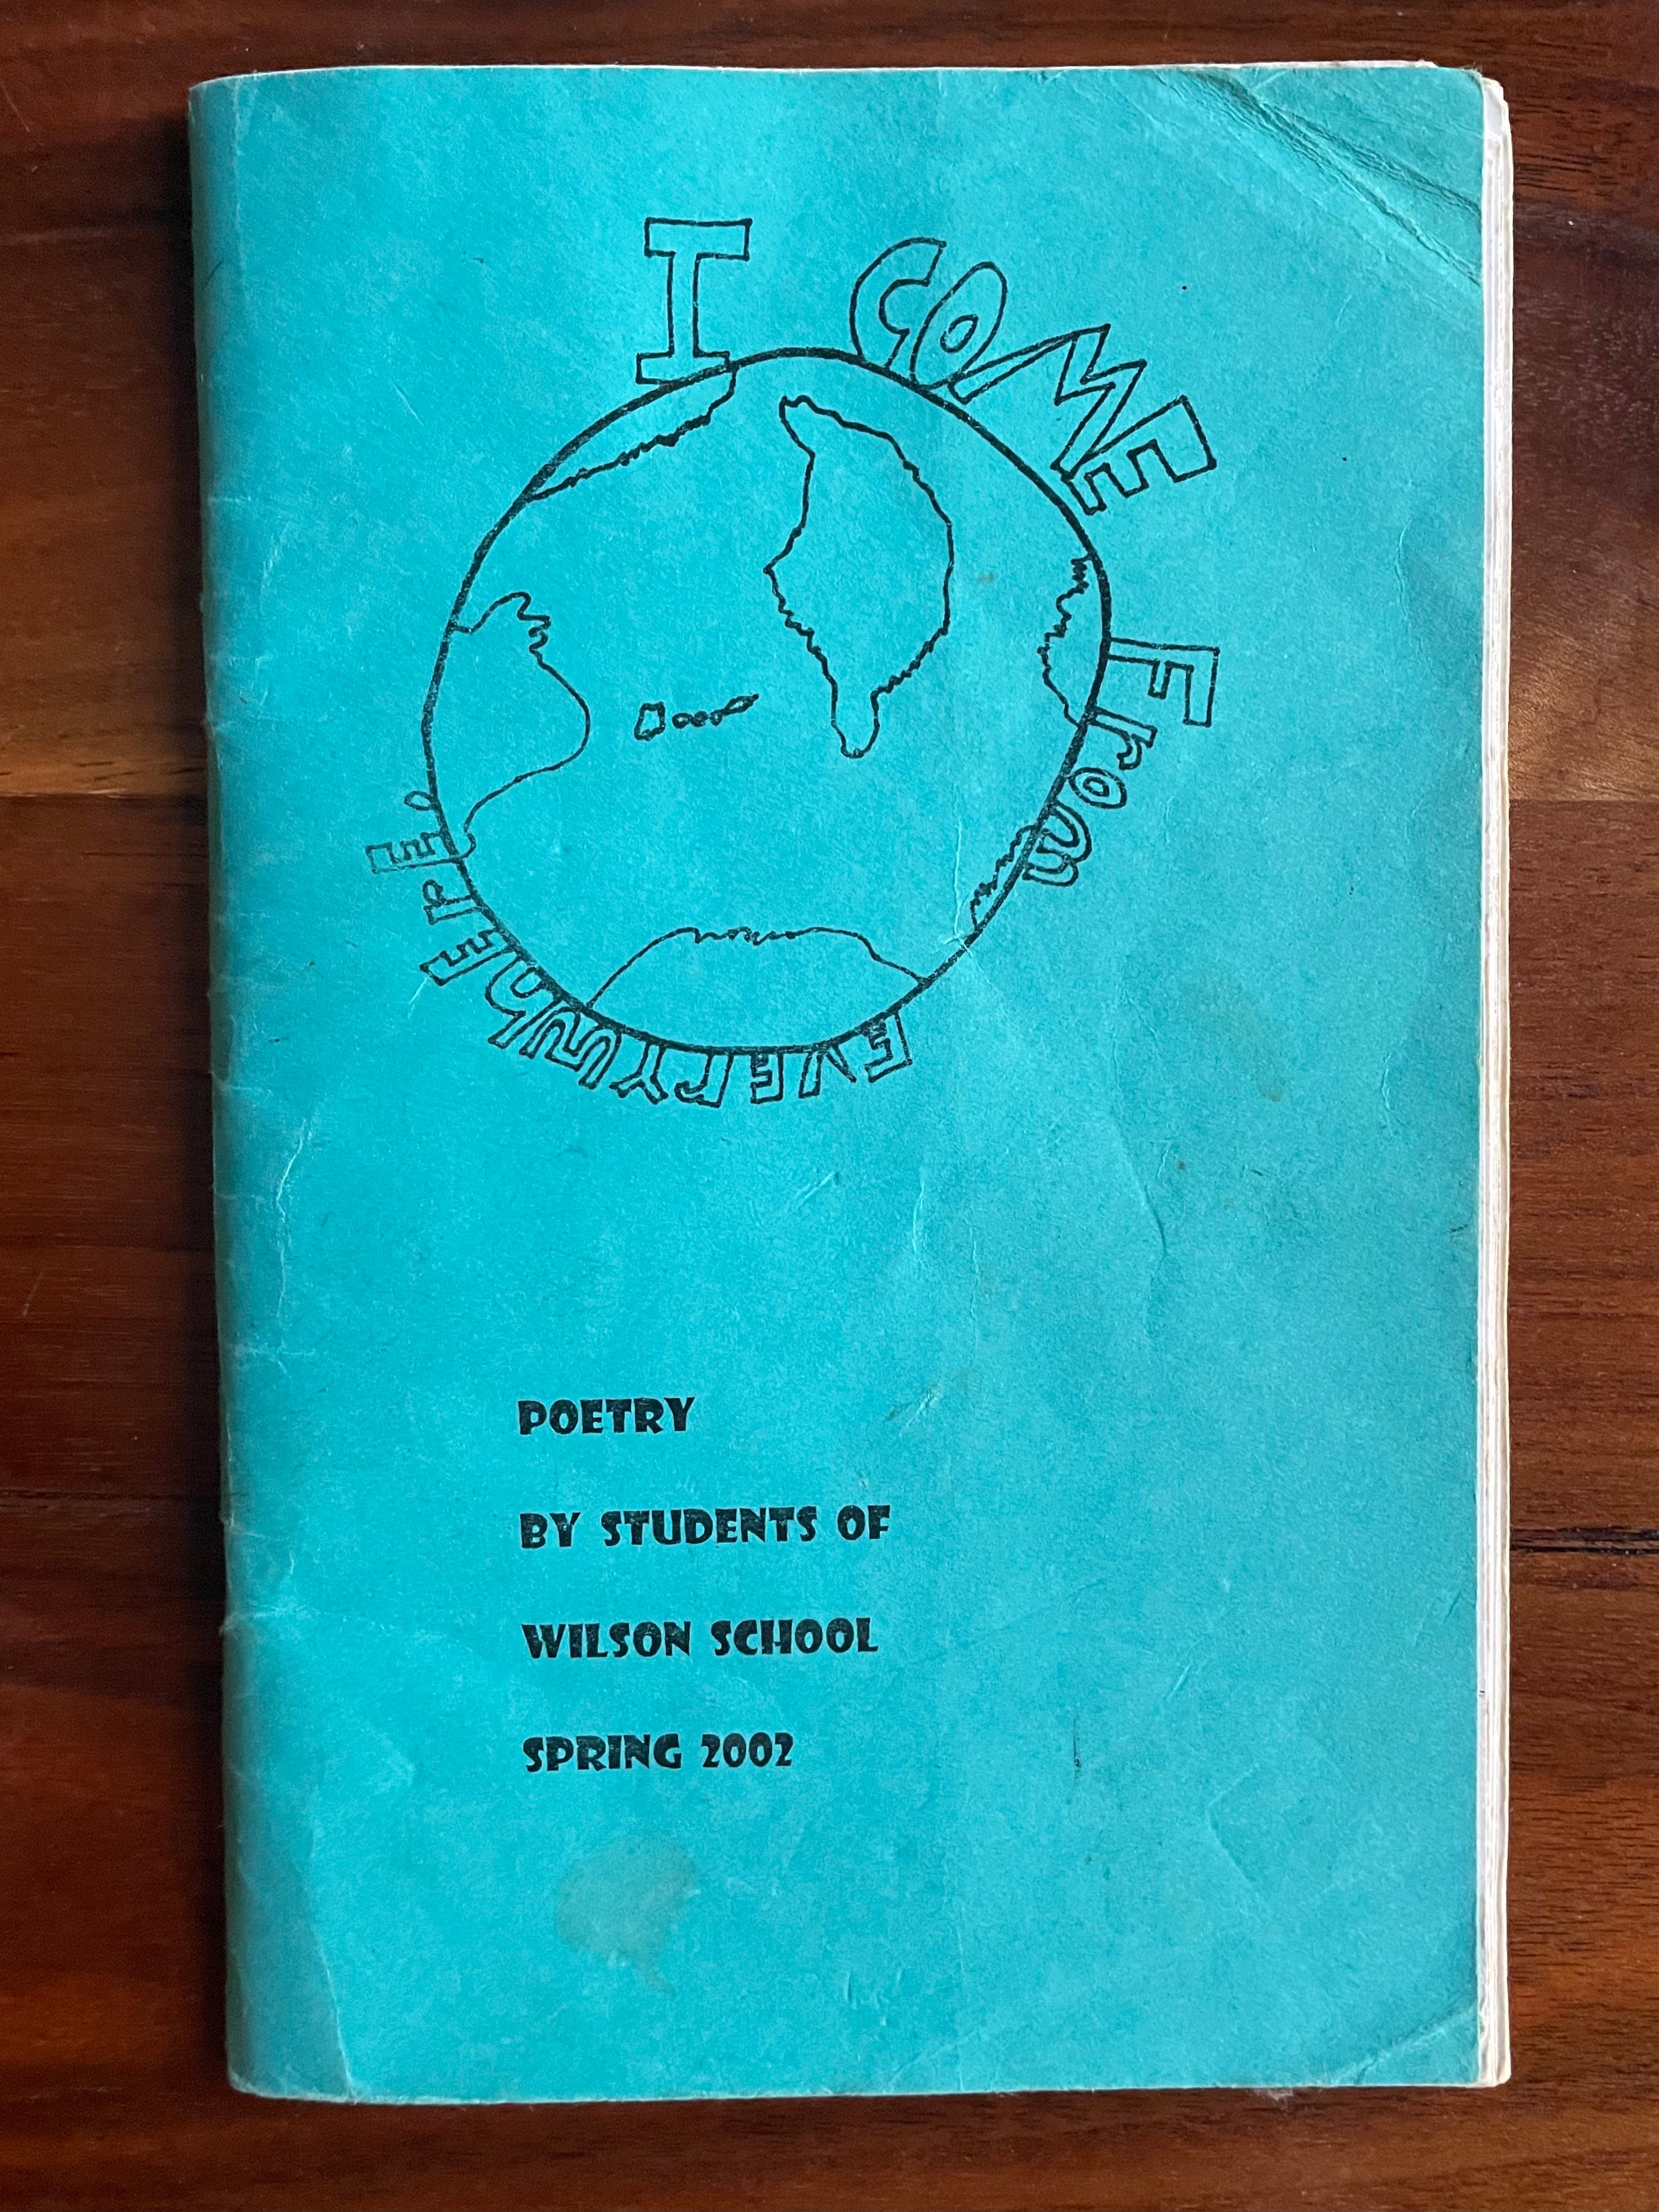 I COME From EVERYWhErE
POETRY
BY STUDENTS OF
WILSON SCHOOL
SPRING 2002